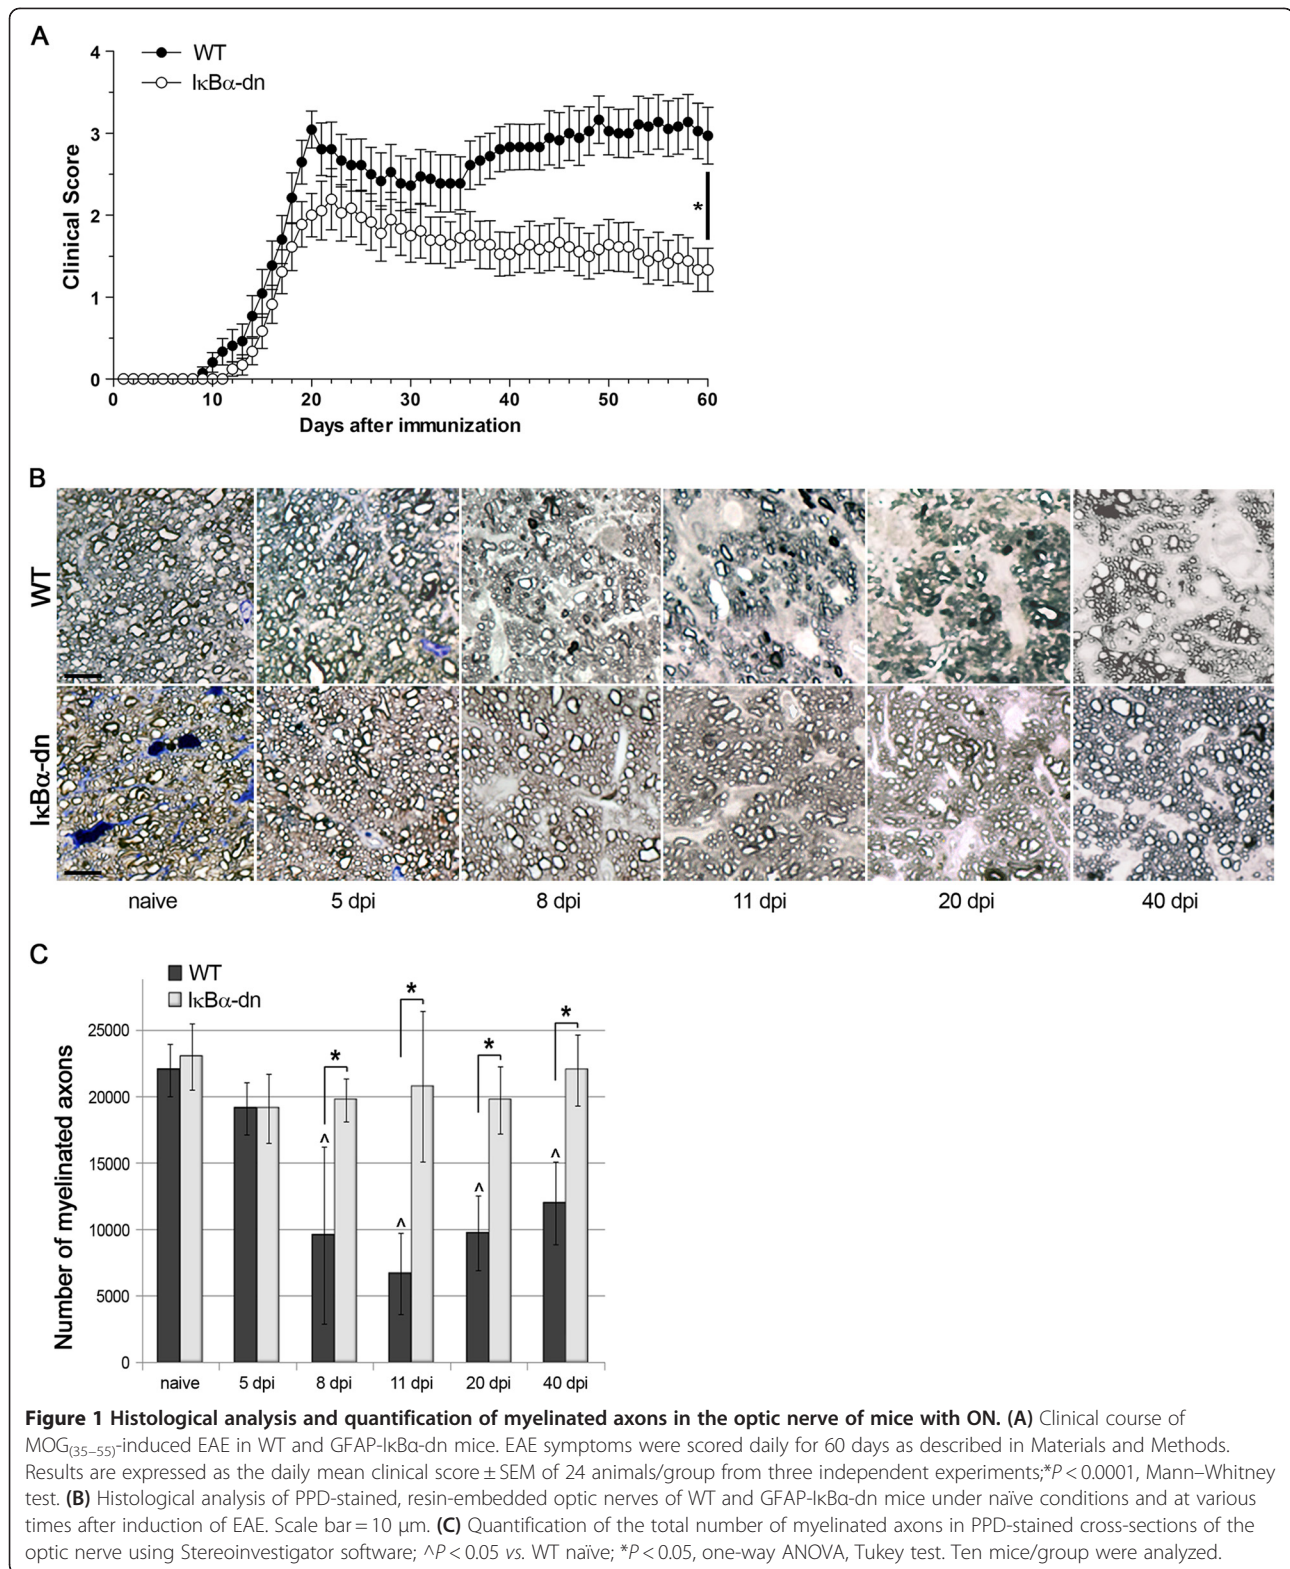 A
WT
IκBα-dn
4
3
2
1
0
Clinical Score
*
0 10 20 30 40 50 60
Days after immunization
B
WT
IκBα-dn
naive 5 dpi 8 dpi 11 dpi 20 dpi 40 dpi
C
WT
IκBα-dn
Number of myelinated axons
25000
20000
15000
10000
5000
0
* * * *
^ ^ ^ ^
naive 5 dpi 8 dpi 11 dpi 20 dpi 40 dpi
Figure 1 Histological analysis and quantification of myelinated axons in the optic nerve of mice with ON. (A) Clinical course of
MOG(35–55)-induced EAE in WT and GFAP-IκBα-dn mice. EAE symptoms were scored daily for 60 days as described in Materials and Methods.
Results are expressed as the daily mean clinical score ± SEM of 24 animals/group from three independent experiments;*P < 0.0001, Mann–Whitney
test. (B) Histological analysis of PPD-stained, resin-embedded optic nerves of WT and GFAP-IκBα-dn mice under naïve conditions and at various
times after induction of EAE. Scale bar = 10 μm. (C) Quantification of the total number of myelinated axons in PPD-stained cross-sections of the
optic nerve using Stereoinvestigator software; ^P < 0.05 vs. WT naïve; *P < 0.05, one-way ANOVA, Tukey test. Ten mice/group were analyzed.